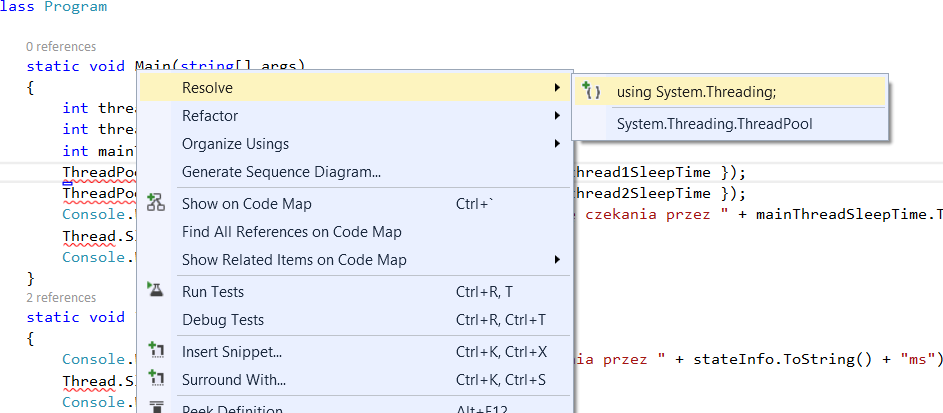 lass Program
0 references
static void Main(string[] args)
{
Resolve
using System.Threading;
int threa
Refactor
System.Threading.ThreadPool
int threa
int mainT
Organize Usings
ThreadPoo
Generate Sequence Diagram...
hread1SleepTime });
ThreadPoo
Show on Code Map Ctrl+`
hread2SleepTime });
Console.W
e czekania przez " + mainThreadSleepTime.T
Find All References on Code Map
Thread.Sl
Console.W
Show Related Items on Code Map
}
2 references
Run Tests Ctrl+R, T
static void
Debug Tests Ctrl+R, Ctrl+T
{
Console.W
Insert Snippet... Ctrl+K, Ctrl+X
nia przez " + stateInfo.ToString() + "ms")
Thread.Sl
Surround With... Ctrl+K, Ctrl+S
Console.W
Peek Definition Alt+F12